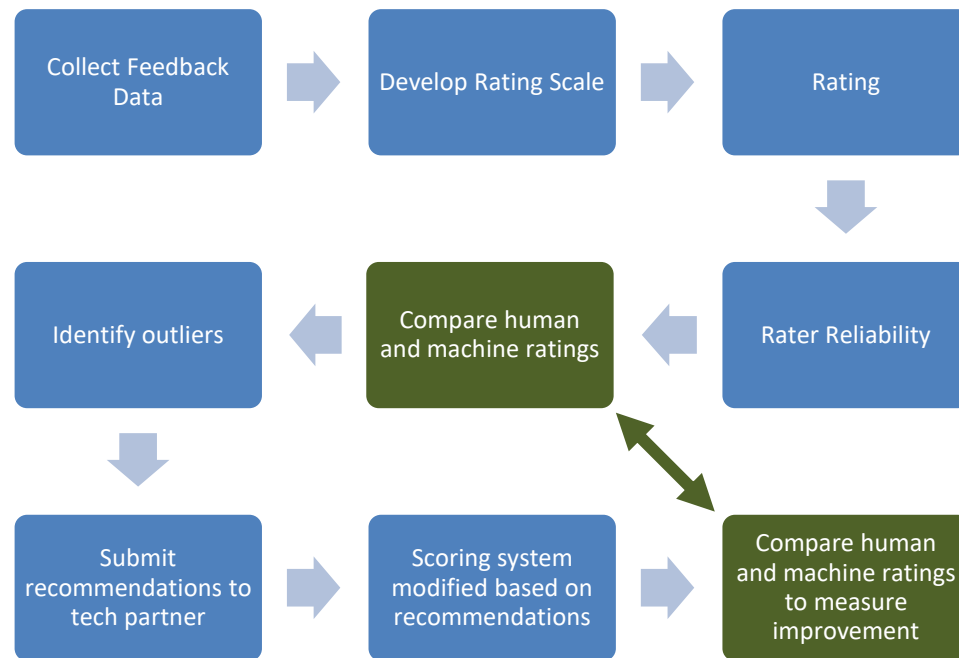 Collect Feedback
Data
Develop Rating Scale
Rating
Rater Reliability
Compare human
and machine ratings
Identify outliers
Submit
recommendations to
tech partner
Scoring system
modified based on
recommendations
Compare human
and machine ratings
to measure
improvement